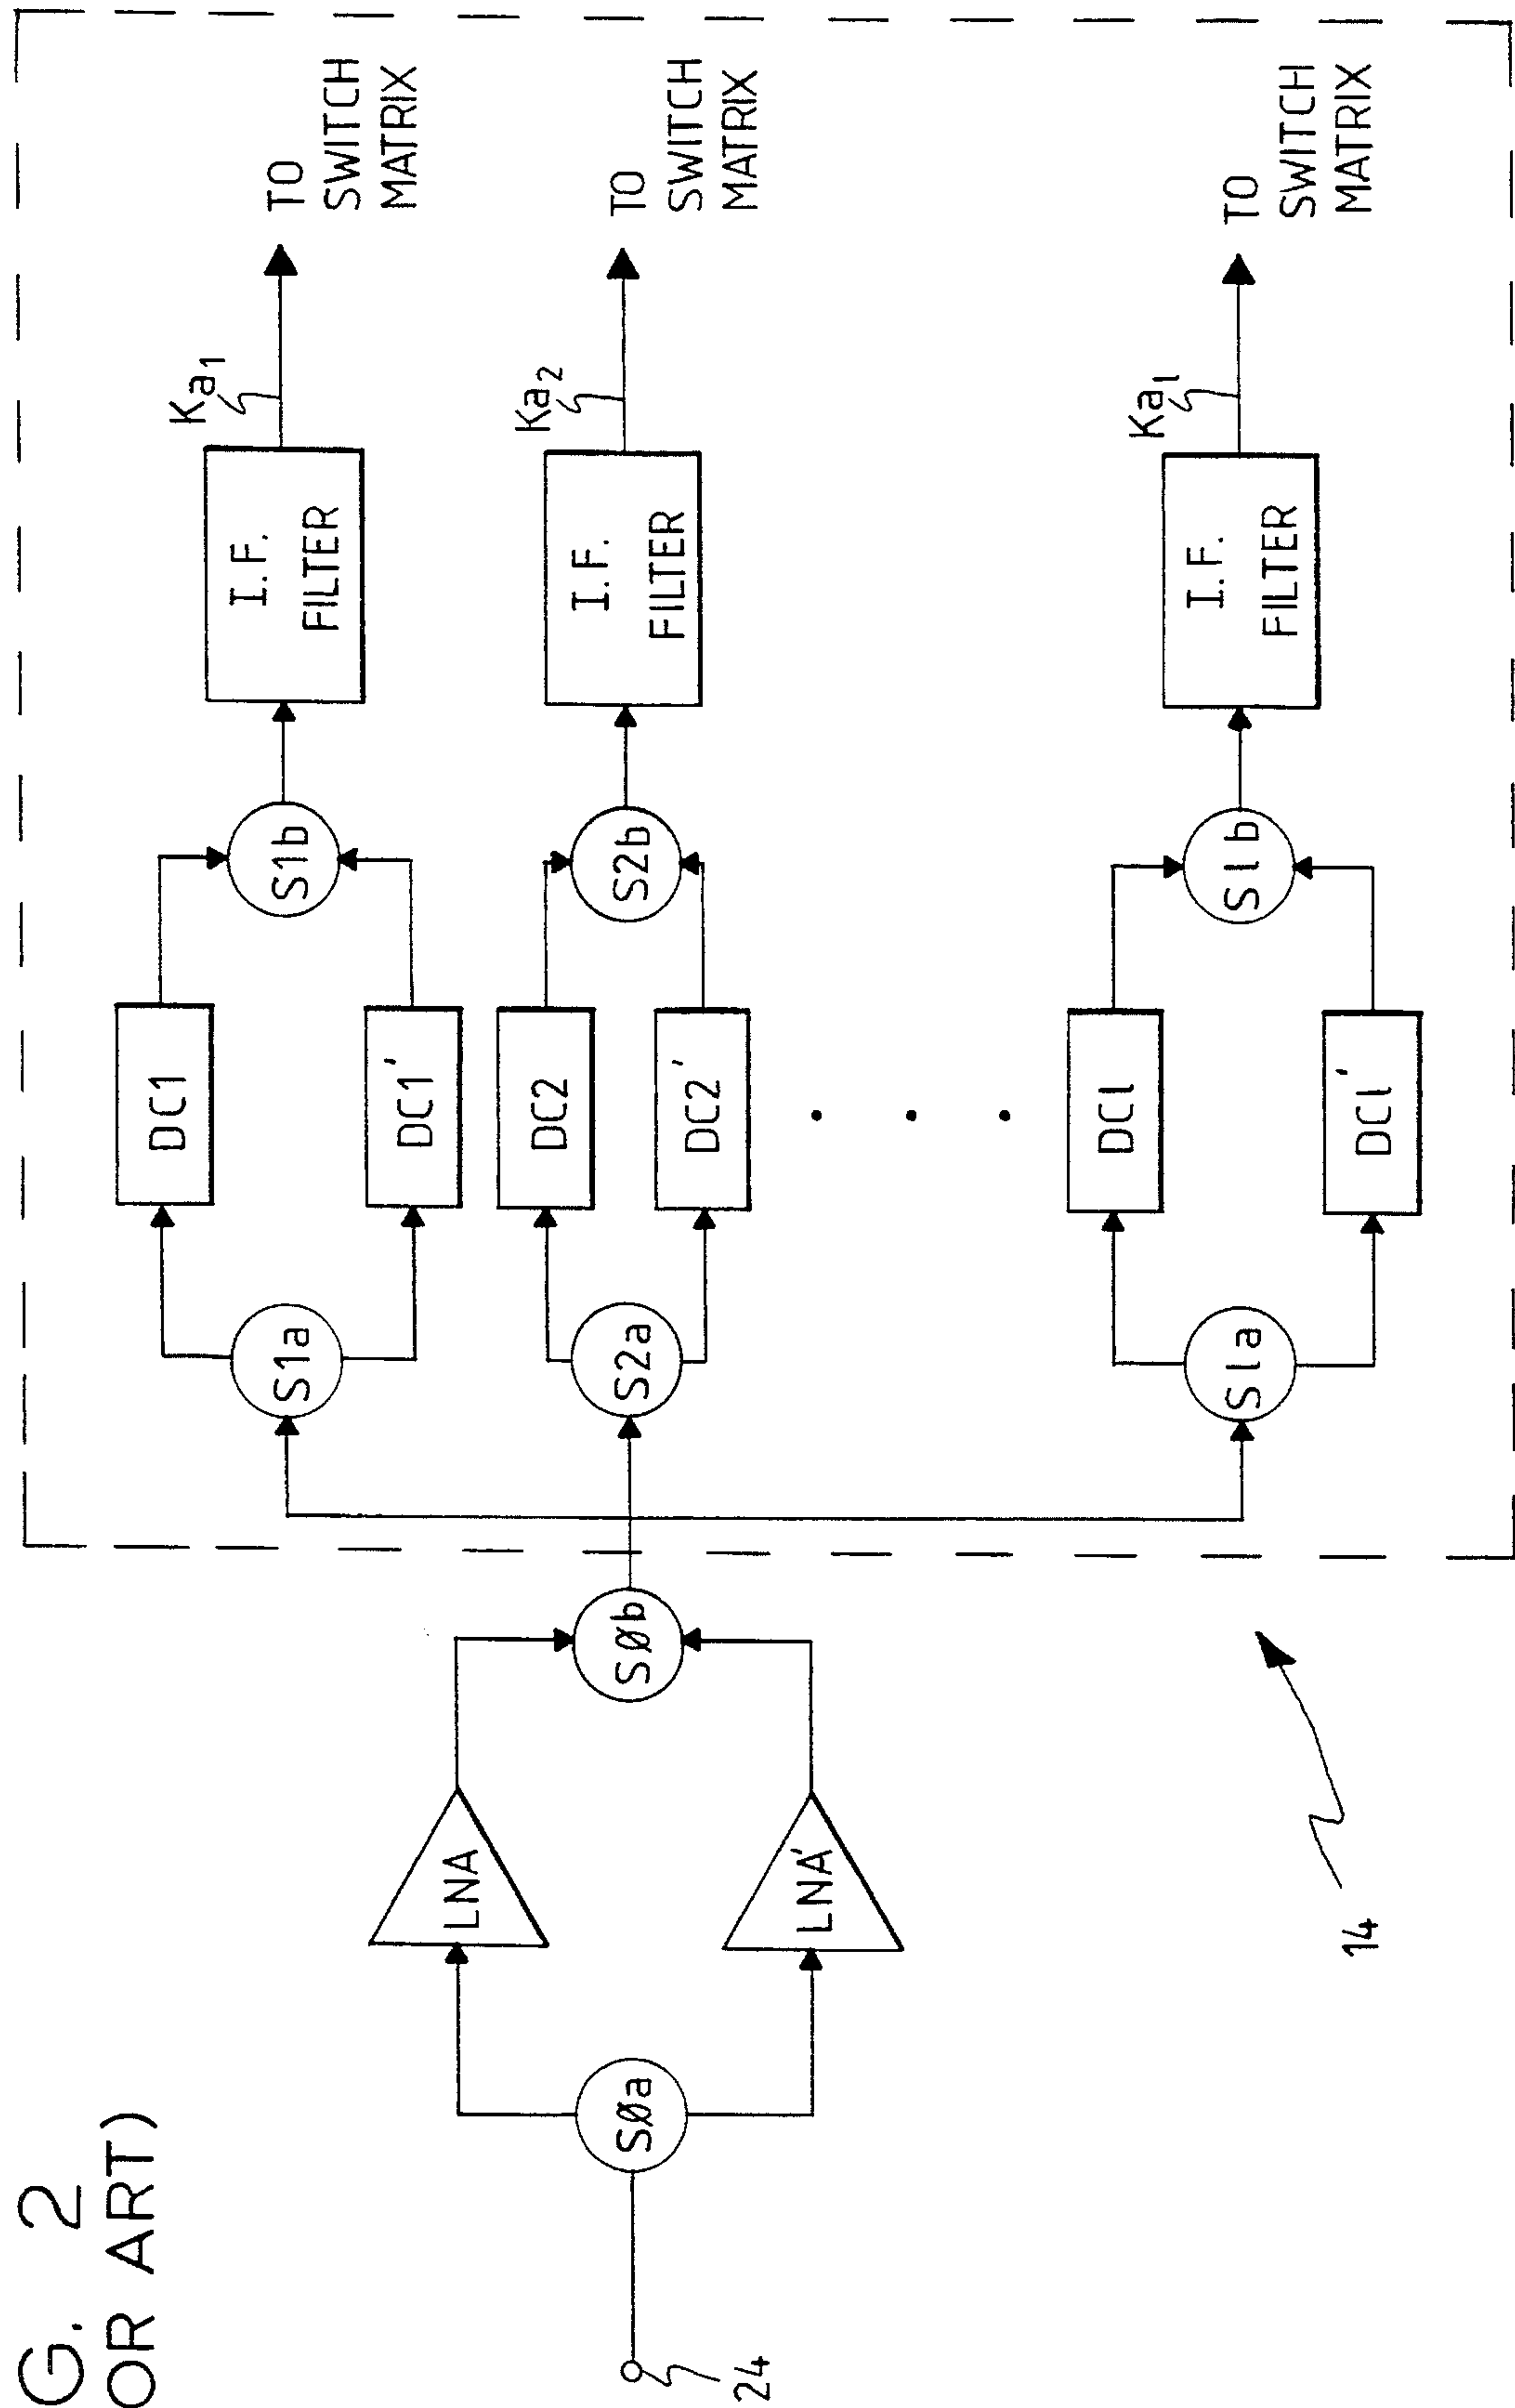 G. 2
OR ART)
24
SØa
LNA
LNA'
SØb
14
S1a
DC1
DC1'
S1b
I.F.
FILTER
Ka1
TO
SWITCH
MATRIX
S2a
DC2
DC2'
S2b
I.F.
FILTER
Ka2
TO
SWITCH
MATRIX
. . .
Sla
DCl
DCl'
Slb
I.F.
FILTER
Kal
TO
SWITCH
MATRIX